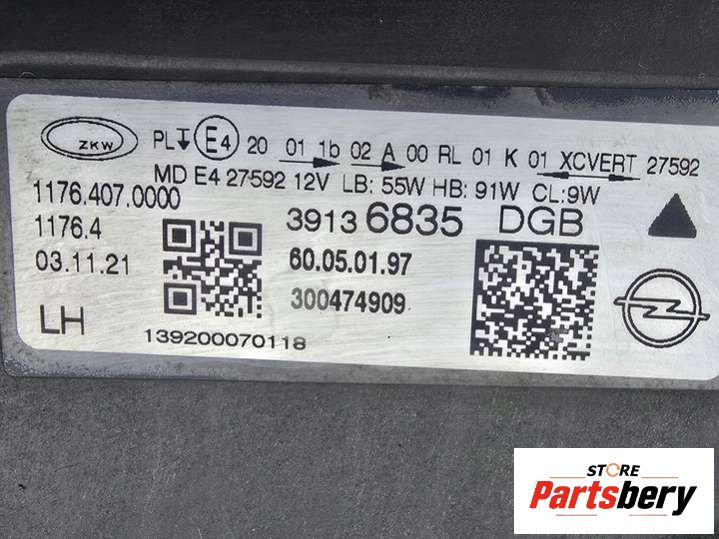 ZKW PL E4 20 01 1b 02 A 00 RL 01 K 01 XCVERT 27592
MD E4 27592 12V LB: 55W HB: 91W CL:9W
1176.407.0000
1176.4
39136835 DGB
03.11.21
60.05.01.97
300474909
LH
139200070118
STORE
Partsbery